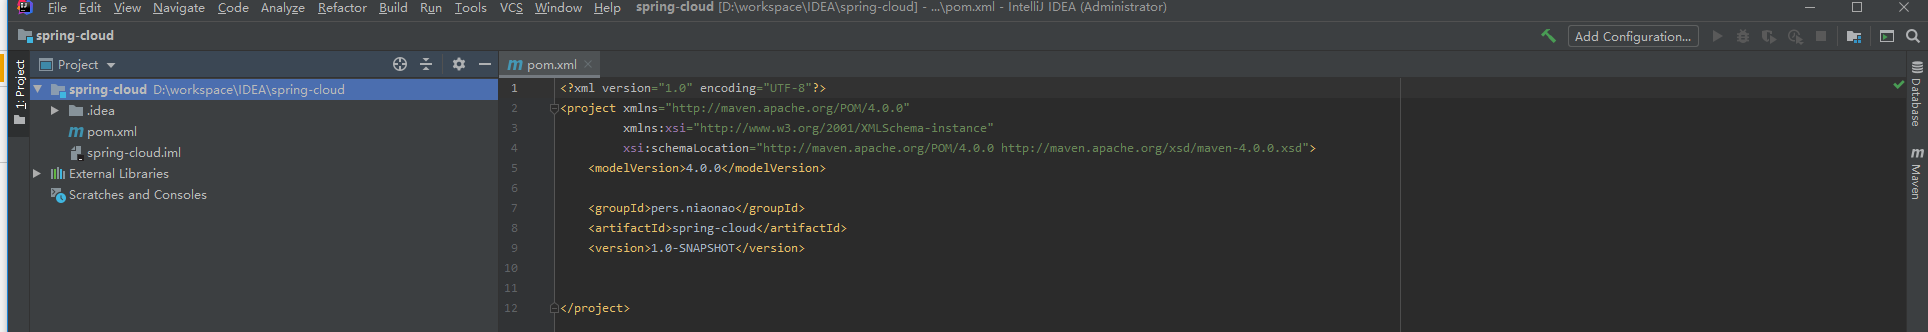 File Edit View Navigate Code Analyze Refactor Build Run Tools VCS Window Help spring-cloud [D:\workspace\IDEA\spring-cloud] - ...\pom.xml - IntelliJ IDEA (Administrator)
spring-cloud
Add Configuration...
1: Project
Project
spring-cloud D:\workspace\IDEA\spring-cloud
.idea
pom.xml
spring-cloud.iml
External Libraries
Scratches and Consoles
pom.xml
1 <?xml version="1.0" encoding="UTF-8"?>
2 <project xmlns="http://maven.apache.org/POM/4.0.0"
3 xmlns:xsi="http://www.w3.org/2001/XMLSchema-instance"
4 xsi:schemaLocation="http://maven.apache.org/POM/4.0.0 http://maven.apache.org/xsd/maven-4.0.0.xsd">
5 <modelVersion>4.0.0</modelVersion>
6
7 <groupId>pers.niaonao</groupId>
8 <artifactId>spring-cloud</artifactId>
9 <version>1.0-SNAPSHOT</version>
10
11
12 </project>
Database
Maven